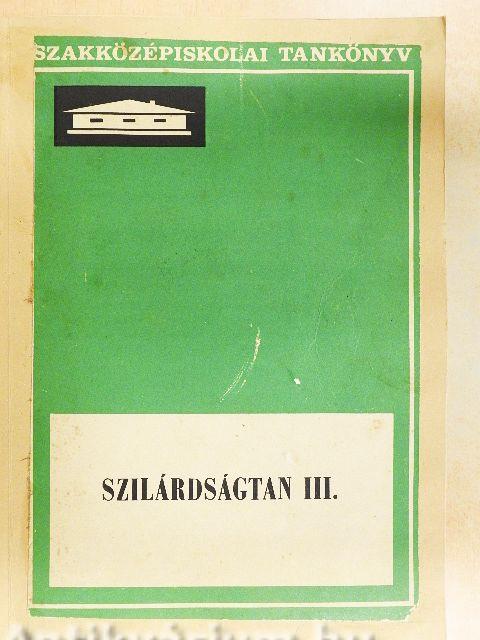 SZAKKÖZÉPISKOLAI TANKÖNYV
SZILÁRDSÁGTAN III.